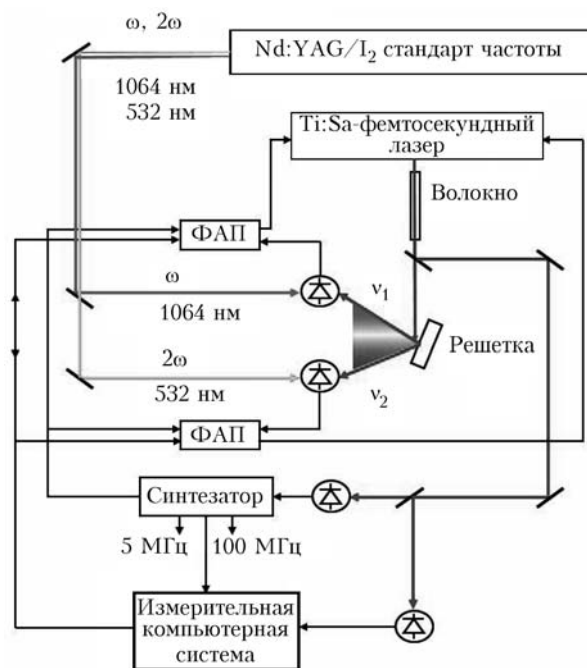 ω, 2ω
Nd:YAG/I₂ стандарт частоты
1064 нм
532 нм
Ti:Sa-фемтосекундный
лазер
Волокно
ФАП
ω
1064 нм
ν₁
Решетка
2ω
532 нм
ν₂
ФАП
Синтезатор
5 МГц
100 МГц
Измерительная
компьютерная
система